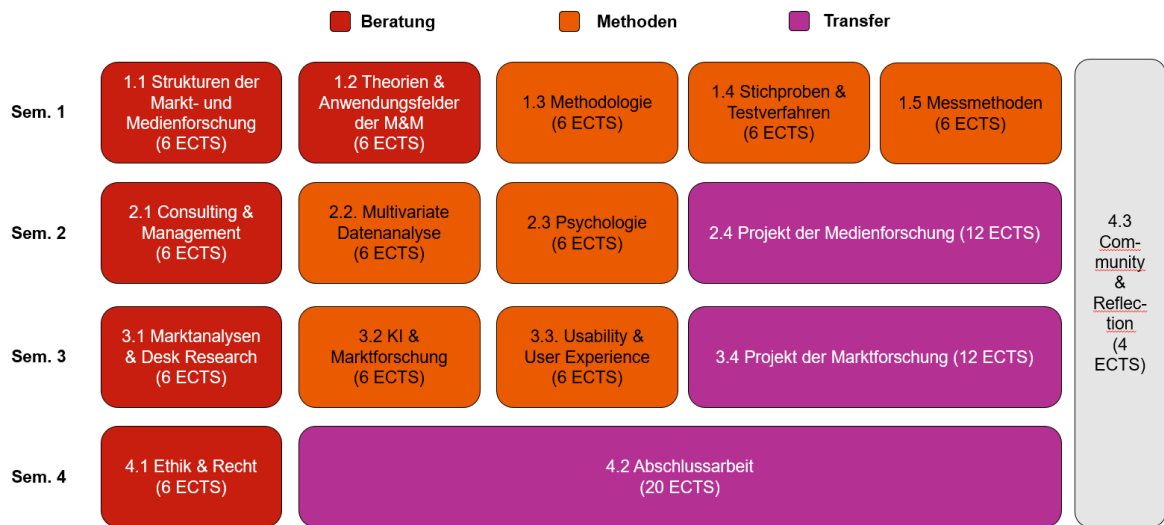 Beratung
Methoden
Transfer
Sem. 1
1.1 Strukturen der
Markt- und
Medienforschung
(6 ECTS)
1.2 Theorien &
Anwendungsfelder
der M&M
(6 ECTS)
1.3 Methodologie
(6 ECTS)
1.4 Stichproben &
Testverfahren
(6 ECTS)
1.5 Messmethoden
(6 ECTS)
Sem. 2
2.1 Consulting &
Management
(6 ECTS)
2.2. Multivariate
Datenanalyse
(6 ECTS)
2.3 Psychologie
(6 ECTS)
2.4 Projekt der Medienforschung (12 ECTS)
Sem. 3
3.1 Marktanalysen
& Desk Research
(6 ECTS)
3.2 KI &
Marktforschung
(6 ECTS)
3.3. Usability &
User Experience
(6 ECTS)
3.4 Projekt der Marktforschung (12 ECTS)
Sem. 4
4.1 Ethik & Recht
(6 ECTS)
4.2 Abschlussarbeit
(20 ECTS)
4.3
Com-
munity
&
Reflec-
tion
(4
ECTS)